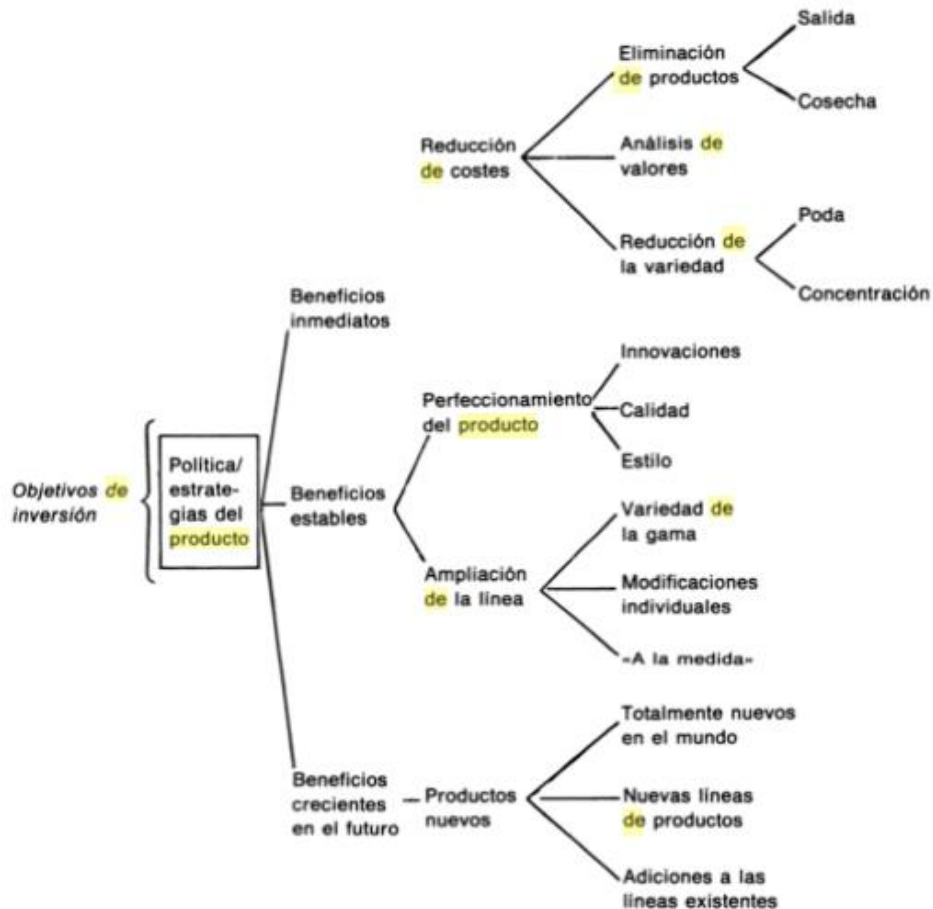 Salida
Eliminación
de productos
Cosecha
Reducción
de costes
Análisis de
valores
Poda
Reducción de
la variedad
Concentración
Beneficios
inmediatos
Innovaciones
Perfeccionamiento
del producto
Calidad
Estilo
Objetivos de
inversión
Política/
estrate-
gias del
producto
Beneficios
estables
Variedad de
la gama
Ampliación
de la línea
Modificaciones
individuales
«A la medida»
Totalmente nuevos
en el mundo
Beneficios
crecientes
en el futuro
Productos
nuevos
Nuevas líneas
de productos
Adiciones a las
líneas existentes